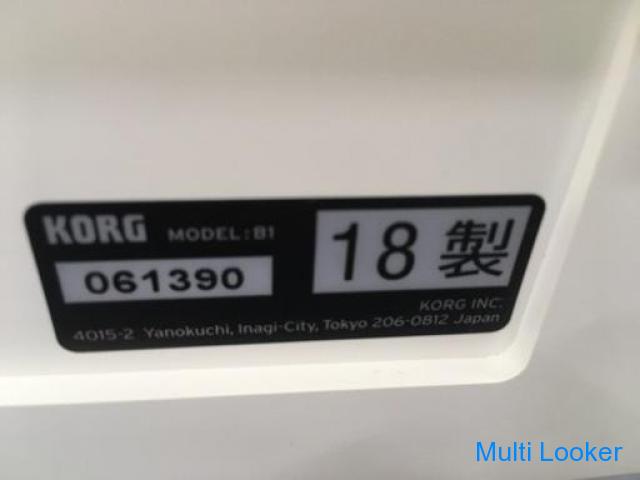 KORG MODEL:B1
061390
18製
KORG INC.
4015-2 Yanokuchi, Inagi-City, Tokyo 206-0812 Japan
Multi Looker